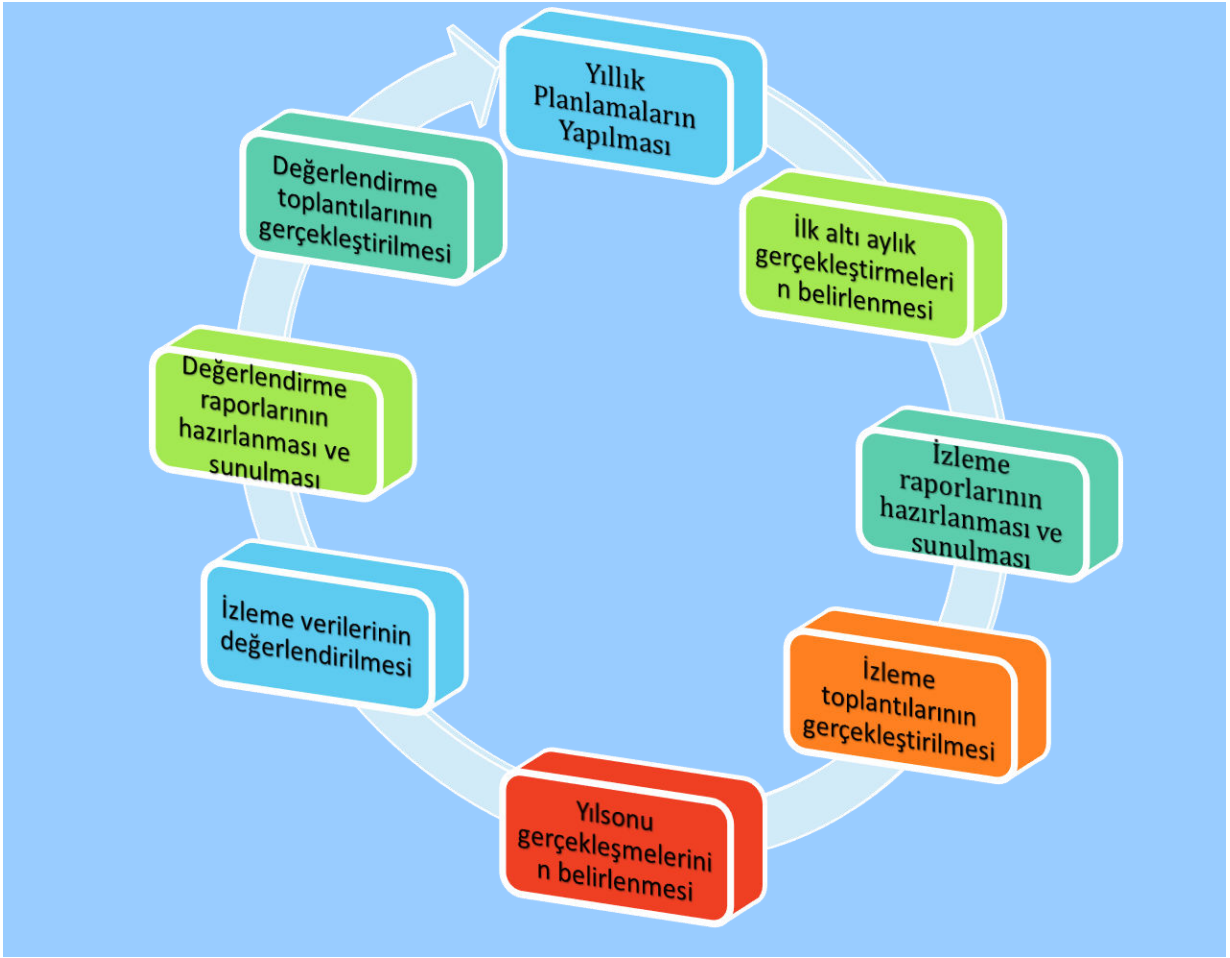 Yıllık
Planlamaların
Yapılması
İlk altı aylık
gerçekleştirmeleri
n belirlenmesi
İzleme
raporlarının
hazırlanması ve
sunulması
İzleme
toplantılarının
gerçekleştirilmesi
Yılsonu
gerçekleşmelerini
n belirlenmesi
İzleme verilerinin
değerlendirilmesi
Değerlendirme
raporlarının
hazırlanması ve
sunulması
Değerlendirme
toplantılarının
gerçekleştirilmesi